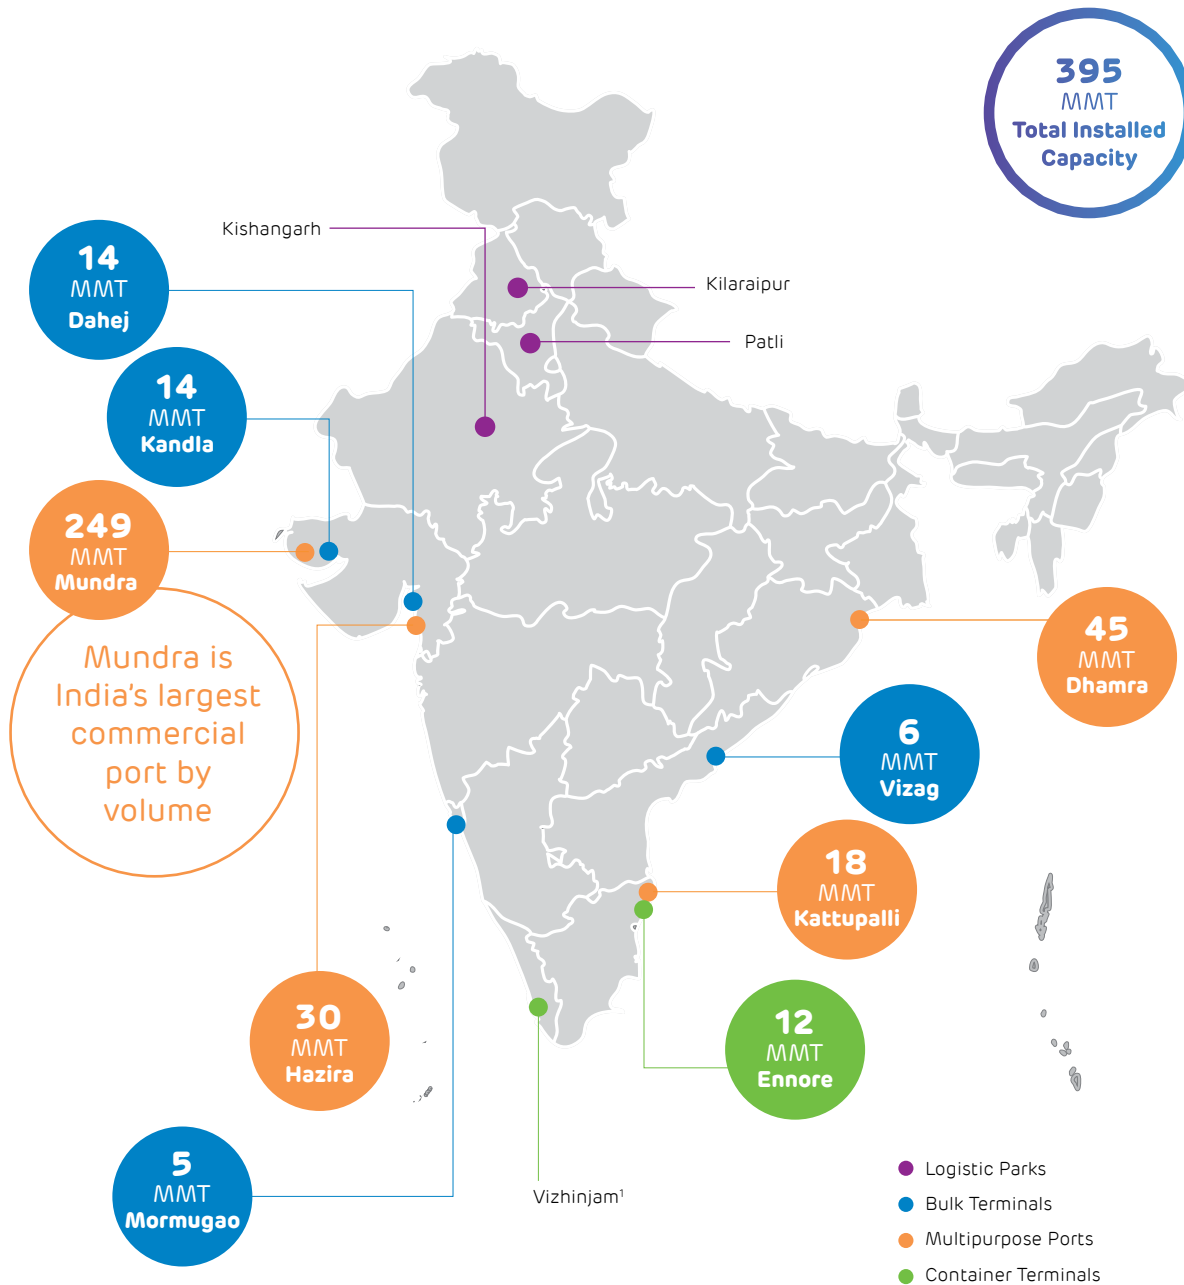 395
MMT
Total Installed
Capacity
Kishangarh
14
MMT
Dahej
Kilaraipur
Patli
14
MMT
Kandla
249
MMT
Mundra
Mundra is
India's largest
commercial
port by
volume
45
MMT
Dhamra
6
MMT
Vizag
18
MMT
Kattupalli
30
MMT
Hazira
12
MMT
Ennore
5
MMT
Mormugao
Vizhinjam¹
Logistic Parks
Bulk Terminals
Multipurpose Ports
Container Terminals